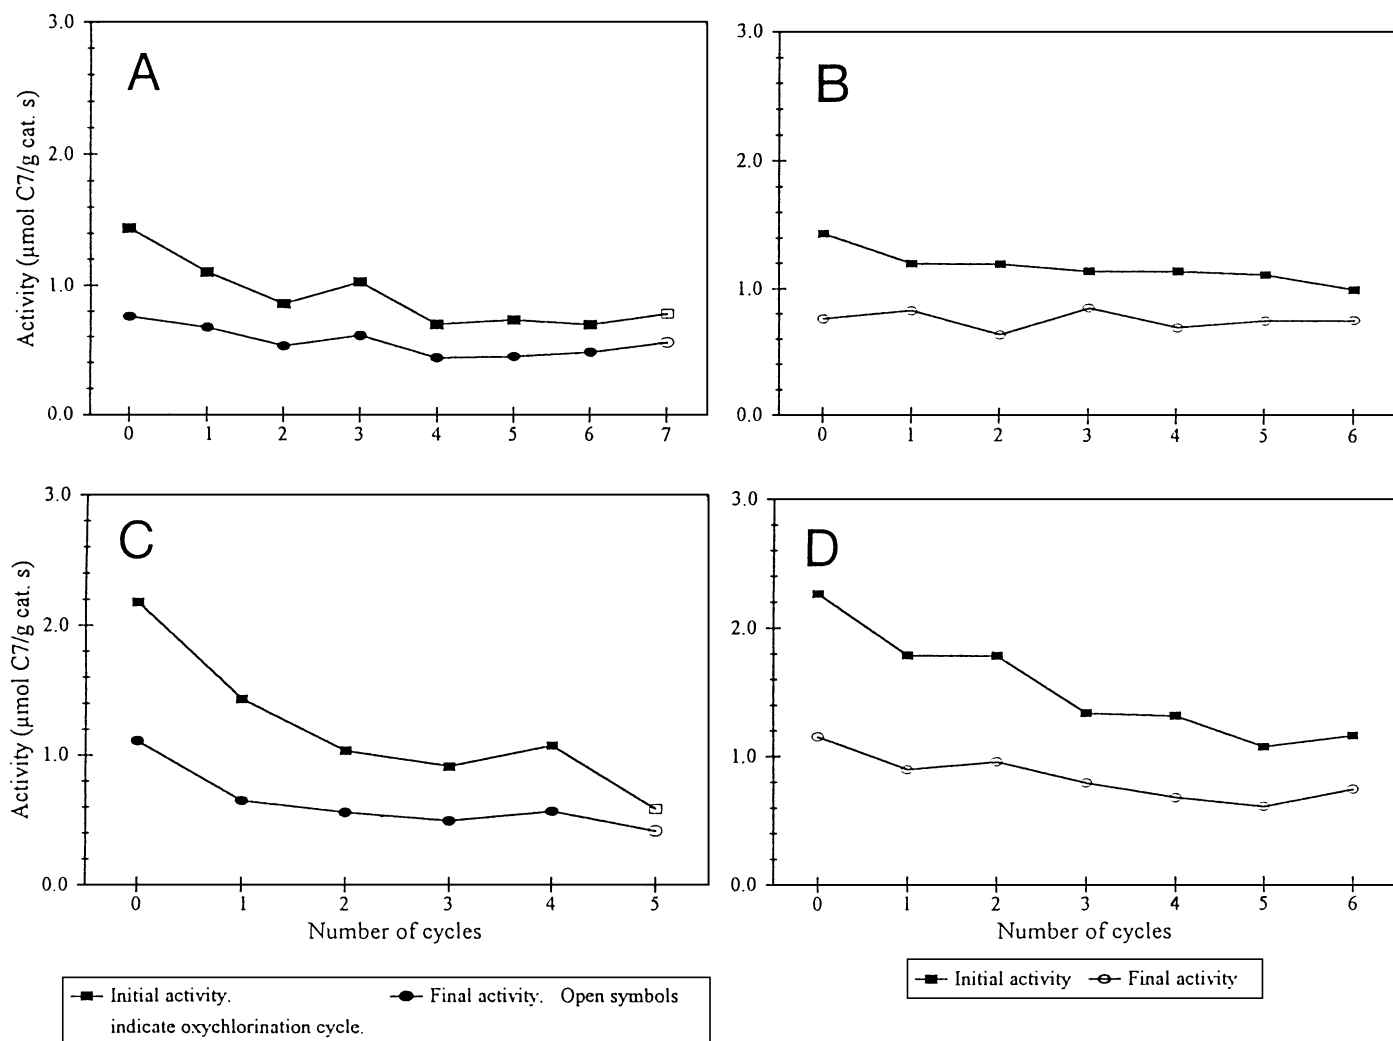 A
3.0
2.0
1.0
0.0
Activity (µmol C7/g cat. s)
0 1 2 3 4 5 6 7
B
3.0
2.0
1.0
0.0
0 1 2 3 4 5 6
C
3.0
2.0
1.0
0.0
Activity (µmol C7/g cat. s)
0 1 2 3 4 5
Number of cycles
D
3.0
2.0
1.0
0.0
0 1 2 3 4 5 6
Number of cycles
Initial activity. Final activity. Open symbols
indicate oxychlorination cycle.
Initial activity Final activity